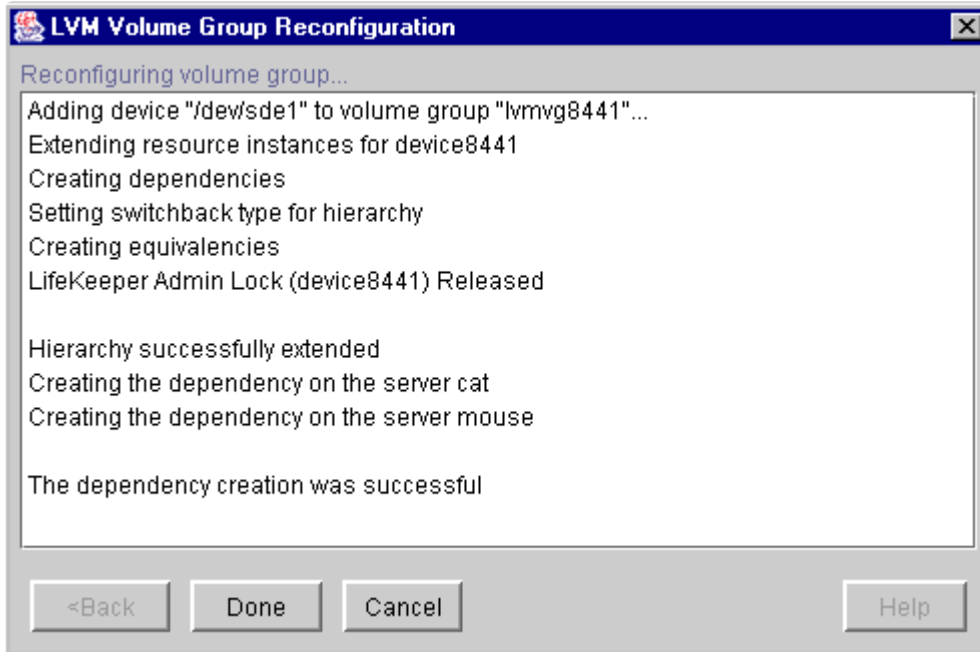 LVM Volume Group Reconfiguration
Reconfiguring volume group...
Adding device "/dev/sde1" to volume group "lvmvg8441"...
Extending resource instances for device8441
Creating dependencies
Setting switchback type for hierarchy
Creating equivalencies
LifeKeeper Admin Lock (device8441) Released
Hierarchy successfully extended
Creating the dependency on the server cat
Creating the dependency on the server mouse
The dependency creation was successful
<Back Done Cancel Help